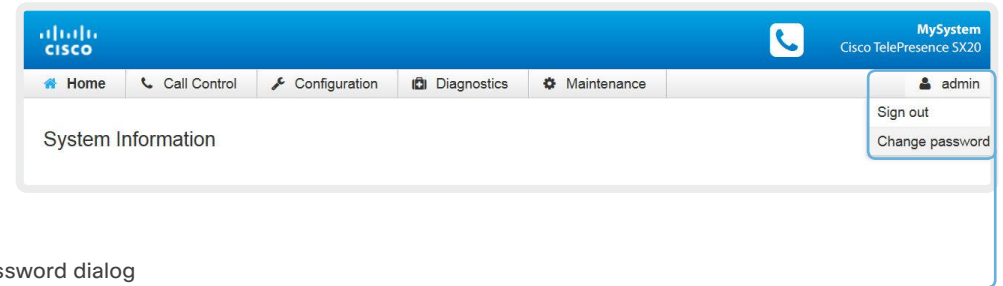 CISCO
MySystem
Cisco TelePresence SX20
Home Call Control Configuration Diagnostics Maintenance admin
Sign out
System Information
Change password
dialog